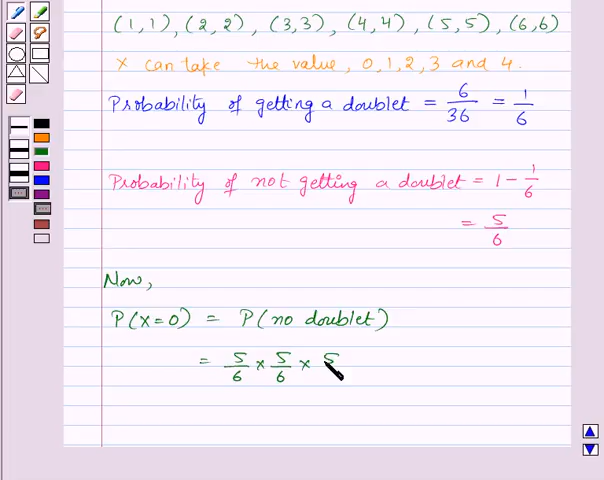 (1,1), (2,2), (3,3), (4,4), (5,5), (6,6)
X can take the value, 0,1,2,3 and 4.
Probability of getting a doublet = 6/36 = 1/6
Probability of not getting a doublet = 1 - 1/6
= 5/6
Now,
P(X=0) = P(no doublet)
= 5/6 × 5/6 × 5